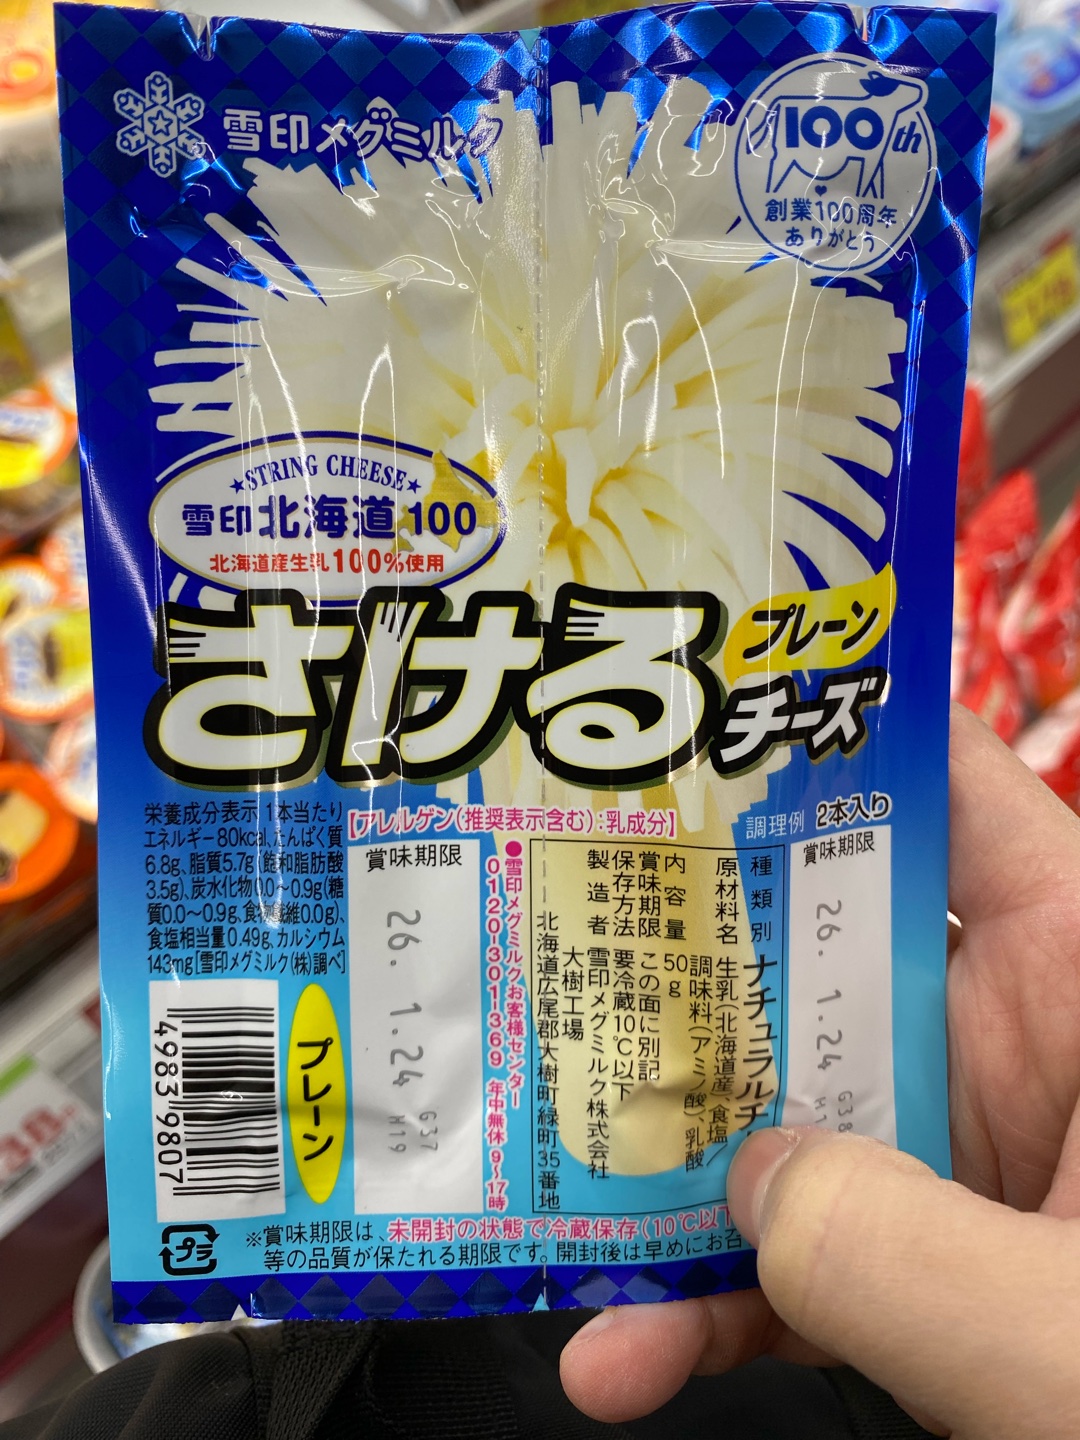 雪印メグミルク
100th
創業100周年
ありがとう
★STRING CHEESE★
雪印北海道100
北海道産生乳100%使用
さける
プレーン
チーズ
栄養成分表示 1本当たり
エネルギー80kcal、たんぱく質
6.8g、脂質5.7g(飽和脂肪酸
3.5g)、炭水化物0.0～0.9g(糖
質0.0～0.9g、食物繊維0.0g)、
食塩相当量0.49g、カルシウム
143mg[雪印メグミルク(株)調べ]
【アレルゲン(推奨表示含む):乳成分】
調理例 2本入り
賞味期限
26. 1.24
G37
M19
●雪印メグミルクお客様センター
0120-301-369 年中無休 9～17時
種類別 ナチュラルチ
原材料名 生乳(北海道産)、食塩/
調味料(アミノ酸)、乳酸
内容量 50g
賞味期限 この面に別記
保存方法 要冷蔵10℃以下
製造者 雪印メグミルク株式会社
大樹工場
北海道広尾郡大樹町緑町35番地
賞味期限
26. 1.24
G38
プレーン
4983 9807
プラ
※賞味期限は、未開封の状態で冷蔵保存(10℃以下
等の品質が保たれる期限です。開封後は早めにお召